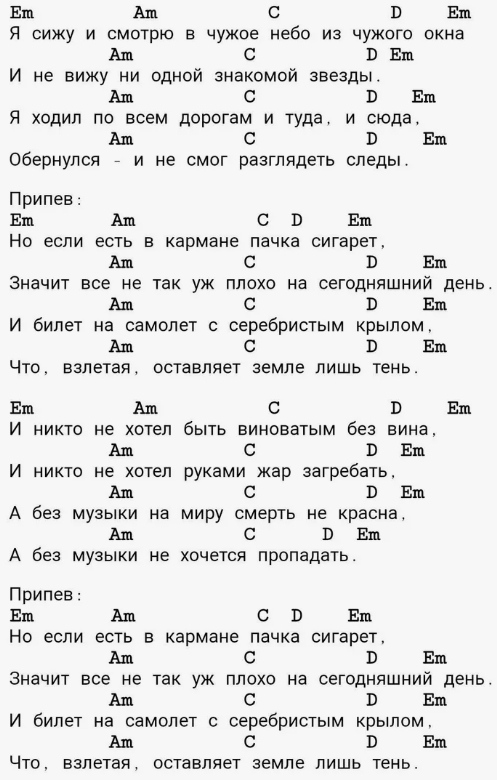 Em Am C D Em
Я сижу и смотрю в чужое небо из чужого окна
Am C D Em
И не вижу ни одной знакомой звезды.
Am C D Em
Я ходил по всем дорогам и туда, и сюда,
Am C D Em
Обернулся - и не смог разглядеть следы.
Припев:
Em Am C D Em
Но если есть в кармане пачка сигарет,
Am C D Em
Значит все не так уж плохо на сегодняшний день.
Am C D Em
И билет на самолет с серебристым крылом,
Am C D Em
Что, взлетая, оставляет земле лишь тень.
Em Am C D Em
И никто не хотел быть виноватым без вина,
Am C D Em
И никто не хотел руками жар загребать,
Am C D Em
А без музыки на миру смерть не красна,
Am C D Em
А без музыки не хочется пропадать.
Припев:
Em Am C D Em
Но если есть в кармане пачка сигарет,
Am C D Em
Значит все не так уж плохо на сегодняшний день.
Am C D Em
И билет на самолет с серебристым крылом,
Am C D Em
Что, взлетая, оставляет земле лишь тень.